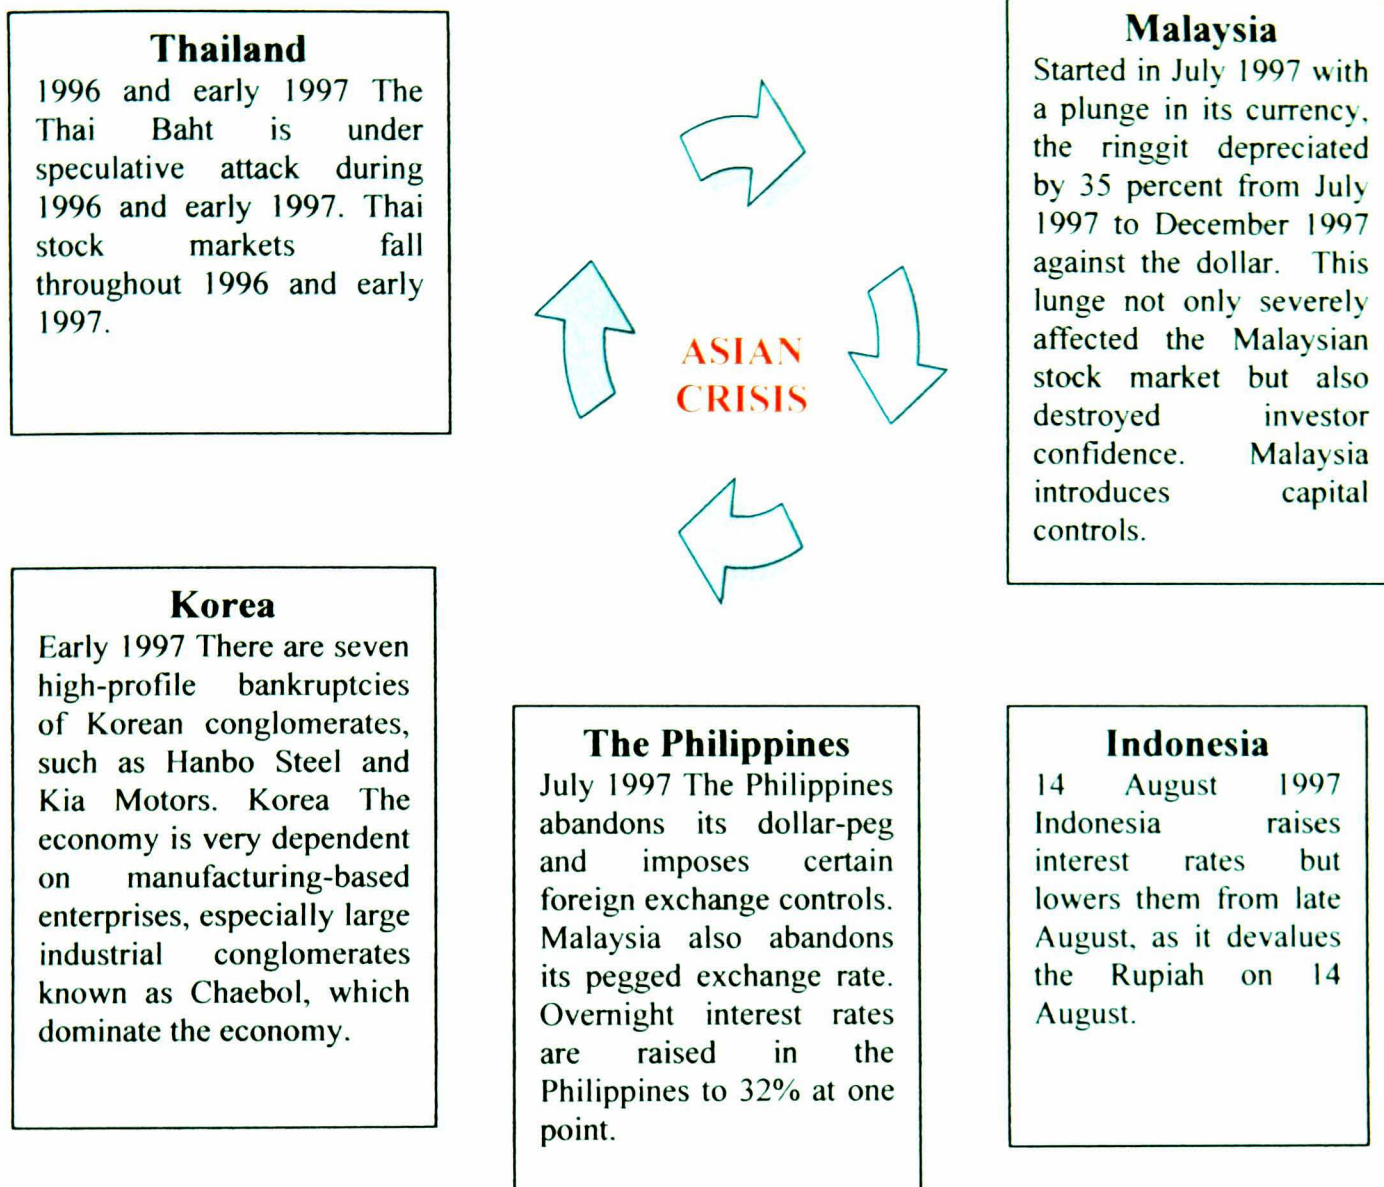 Thailand
1996 and early 1997 The
Thai Baht is under
speculative attack during
1996 and early 1997. Thai
stock markets fall
throughout 1996 and early
1997.
Malaysia
Started in July 1997 with
a plunge in its currency,
the ringgit depreciated
by 35 percent from July
1997 to December 1997
against the dollar. This
lunge not only severely
affected the Malaysian
stock market but also
destroyed investor
confidence. Malaysia
introduces capital
controls.
ASIAN
CRISIS
Korea
Early 1997 There are seven
high-profile bankruptcies
of Korean conglomerates,
such as Hanbo Steel and
Kia Motors. Korea The
economy is very dependent
on manufacturing-based
enterprises, especially large
industrial conglomerates
known as Chaebol, which
dominate the economy.
The Philippines
July 1997 The Philippines
abandons its dollar-peg
and imposes certain
foreign exchange controls.
Malaysia also abandons
its pegged exchange rate.
Overnight interest rates
are raised in the
Philippines to 32% at one
point.
Indonesia
14 August 1997
Indonesia raises
interest rates but
lowers them from late
August, as it devalues
the Rupiah on 14
August.